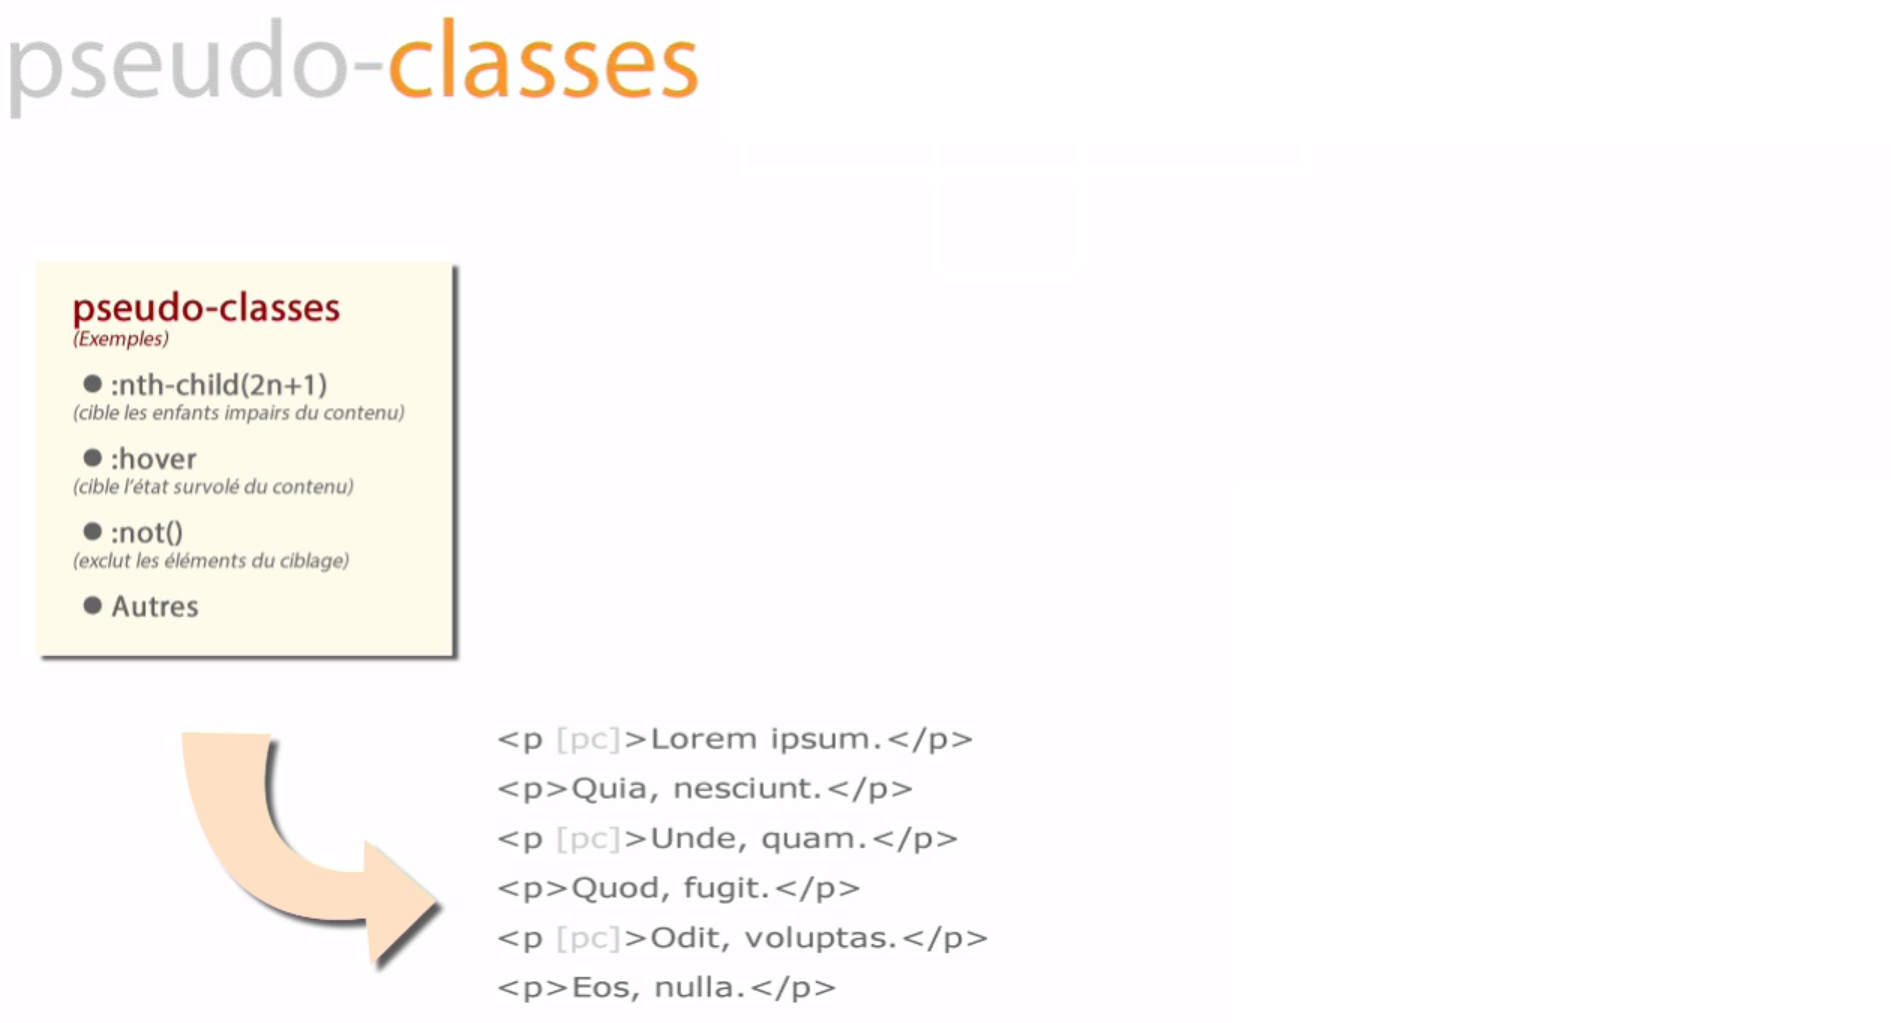 pseudo-classes
pseudo-classes
(Exemples)
● :nth-child(2n+1)
(cible les enfants impairs du contenu)
● :hover
(cible l'état survolé du contenu)
● :not()
(exclut les éléments du ciblage)
● Autres
<p [pc]>Lorem ipsum.</p>
<p>Quia, nesciunt.</p>
<p [pc]>Unde, quam.</p>
<p>Quod, fugit.</p>
<p [pc]>Odit, voluptas.</p>
<p>Eos, nulla.</p>